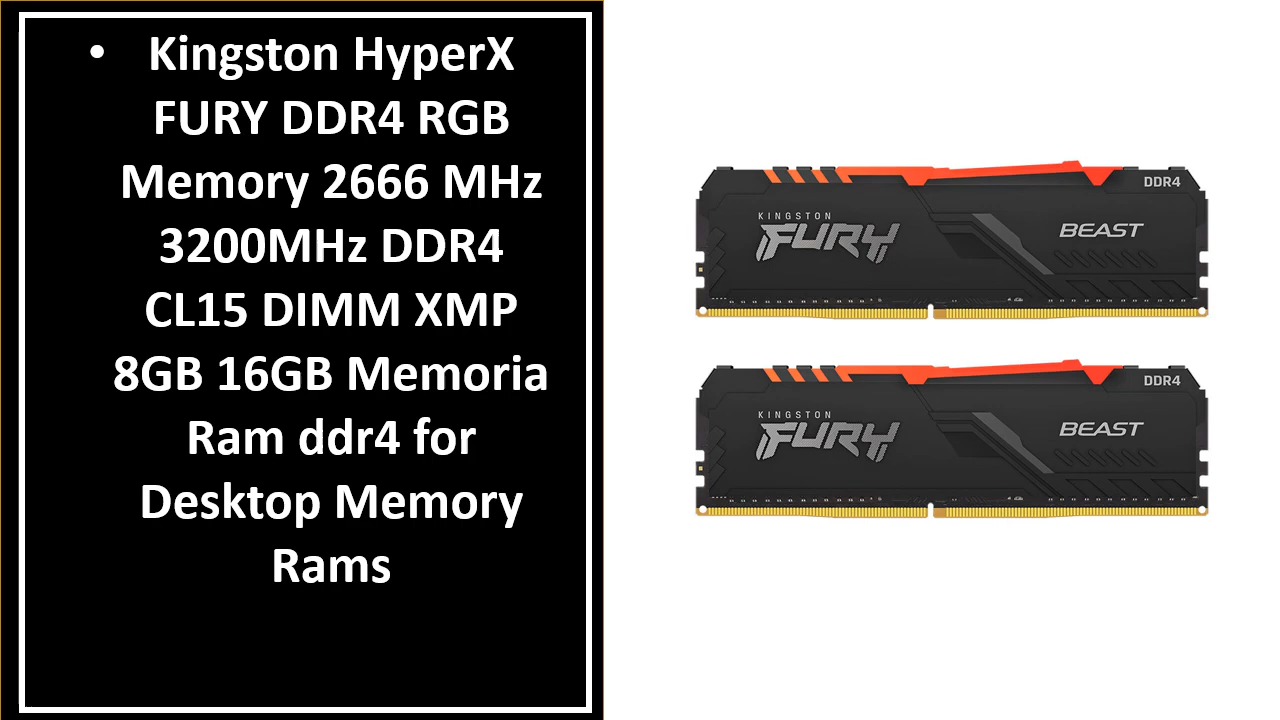 • Kingston HyperX
FURY DDR4 RGB
Memory 2666 MHz
3200MHz DDR4
CL15 DIMM XMP
8GB 16GB Memoria
Ram ddr4 for
Desktop Memory
Rams
DDR4
KINGSTON
FURY
BEAST
DDR4
KINGSTON
FURY
BEAST